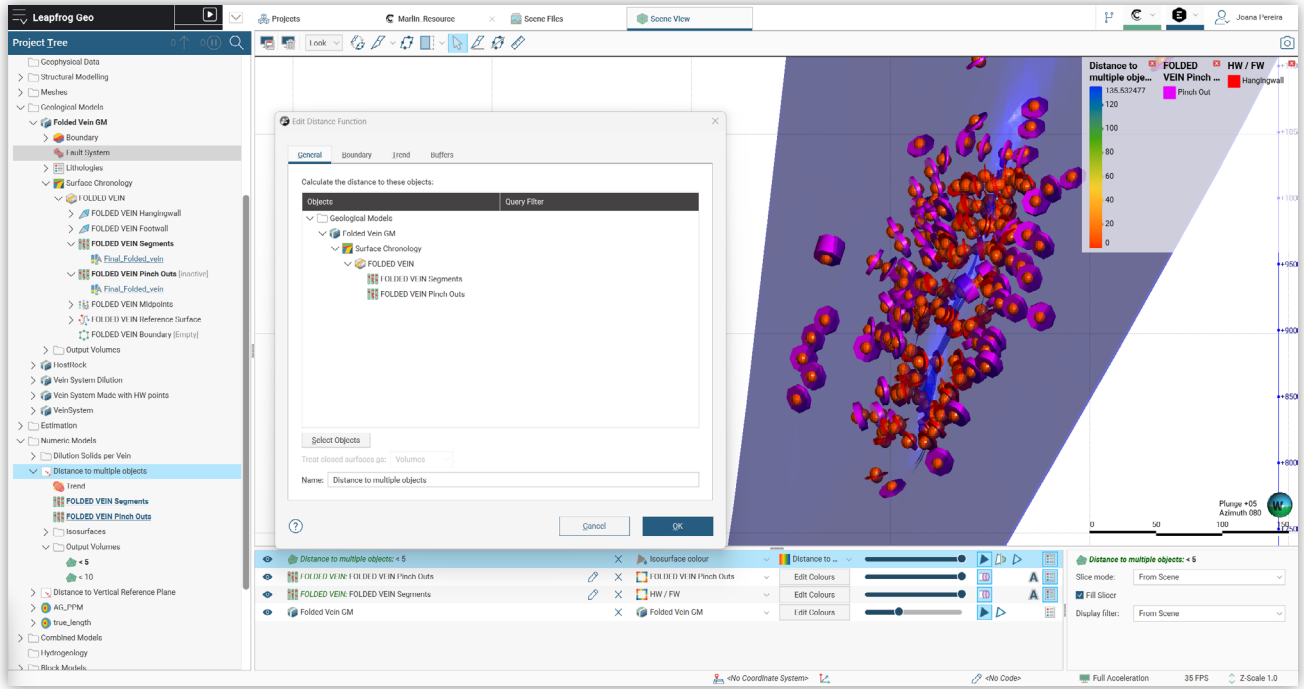 Leapfrog Geo
Projects
Marlin_Resource
Scene Files
Scene View
Joana Pereira
Project Tree
Look
Geophysical Data
Structural Modelling
Meshes
Geological Models
Folded Vein GM
Boundary
Fault System
Lithologies
Surface Chronology
FOLDED VEIN
FOLDED VEIN Hangingwall
FOLDED VEIN Footwall
FOLDED VEIN Segments
Final_Folded_vein
FOLDED VEIN Pinch Outs [inactive]
Final_Folded_vein
FOLDED VEIN Midpoints
FOLDED VEIN Reference Surface
FOLDED VEIN Boundary [Empty]
Output Volumes
HostRock
Vein System Dilution
Vein System Made with HW points
VeinSystem
Estimation
Numeric Models
Dilution Solids per Vein
Distance to multiple objects
Trend
FOLDED VEIN Segments
FOLDED VEIN Pinch Outs
Isosurfaces
Output Volumes
< 5
< 10
Distance to Vertical Reference Plane
AG_PPM
true_length
Combined Models
Hydrogeology
Block Models
Edit Distance Function
General
Boundary
Trend
Buffers
Calculate the distance to these objects:
Objects
Query Filter
Geological Models
Folded Vein GM
Surface Chronology
FOLDED VEIN
FOLDED VEIN Segments
FOLDED VEIN Pinch Outs
Select Objects
Treat closed surfaces as: Volumes
Name: Distance to multiple objects
Cancel
OK
Distance to multiple obje...
135.532477
120
100
80
60
40
20
0
FOLDED VEIN Pinch ...
Pinch Out
HW / FW
Hangingwall
+9500
+9000
+8500
+8000
Plunge +05
Azimuth 080
0
50
100
150
Distance to multiple objects: < 5
Isosurface colour
Distance to ...
FOLDED VEIN: FOLDED VEIN Pinch Outs
FOLDED VEIN Pinch Outs
Edit Colours
FOLDED VEIN: FOLDED VEIN Segments
HW / FW
Edit Colours
Folded Vein GM
Folded Vein GM
Edit Colours
Distance to multiple objects: < 5
Slice mode: From Scene
Fill Slicer
Display filter: From Scene
<No Coordinate System>
<No Code>
Full Acceleration
35 FPS
Z-Scale 1.0